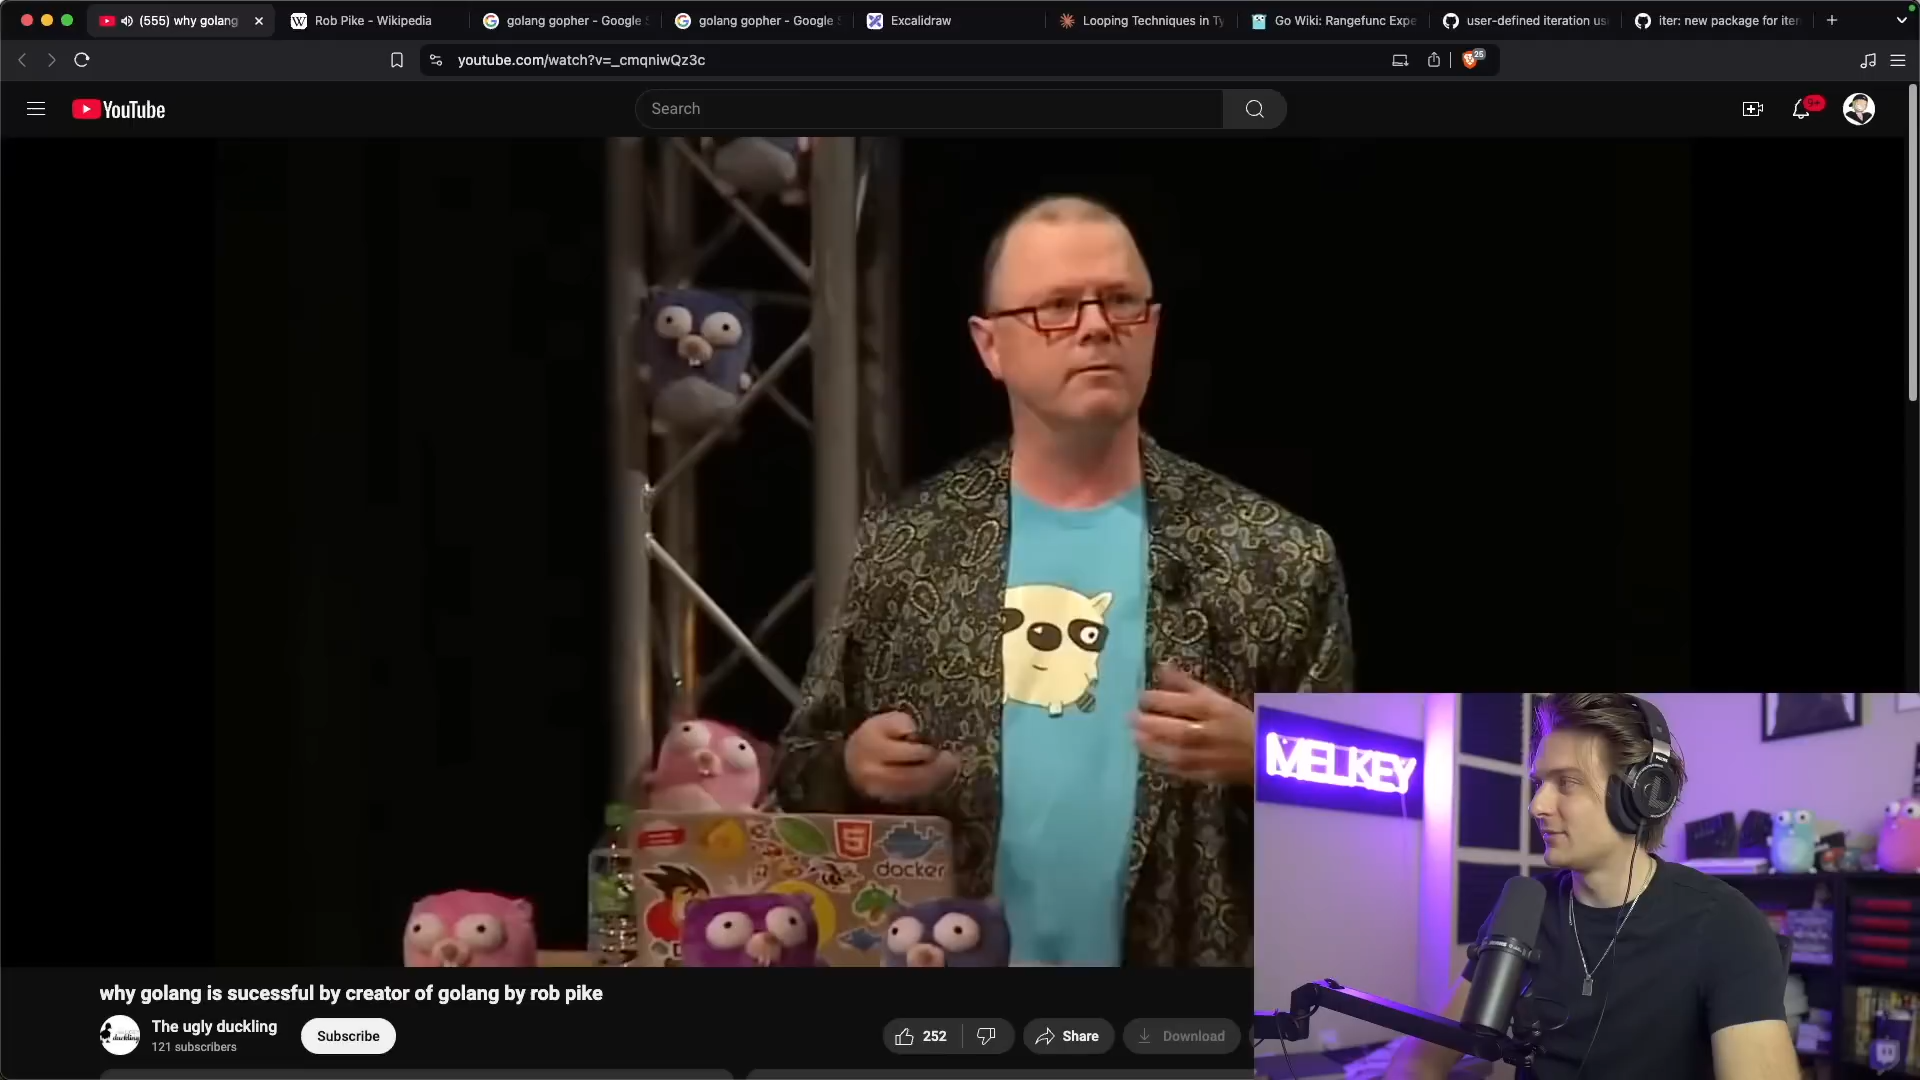 (555) why golang
Rob Pike - Wikipedia
golang gopher - Google
golang gopher - Google
Excalidraw
Looping Techniques in Ty
Go Wiki: Rangefunc Expe
user-defined iteration us
iter: new package for iter
youtube.com/watch?v=_cmqniwQz3c
25
YouTube
Search
9+
docker
MELKEY
why golang is sucessful by creator of golang by rob pike
The ugly duckling
121 subscribers
Subscribe
252
Share
Download